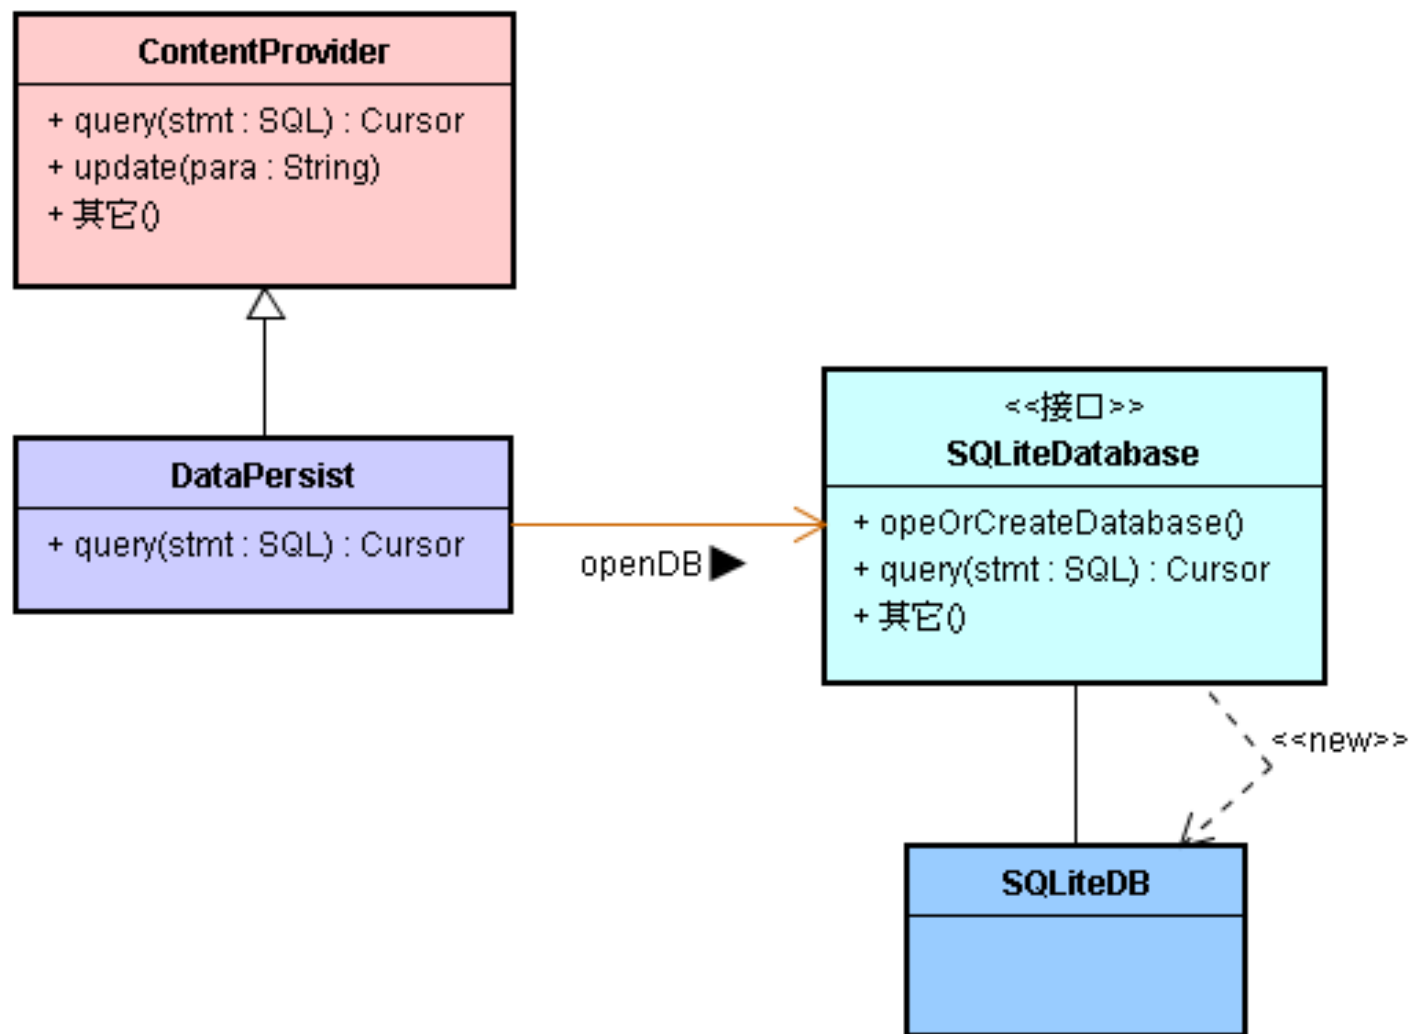 ContentProvider
+ query(stmt : SQL) : Cursor
+ update(para : String)
+ 其它()
DataPersist
+ query(stmt : SQL) : Cursor
openDB
<<接口>>
SQLiteDatabase
+ opeOrCreateDatabase()
+ query(stmt : SQL) : Cursor
+ 其它()
<<new>>
SQLiteDB